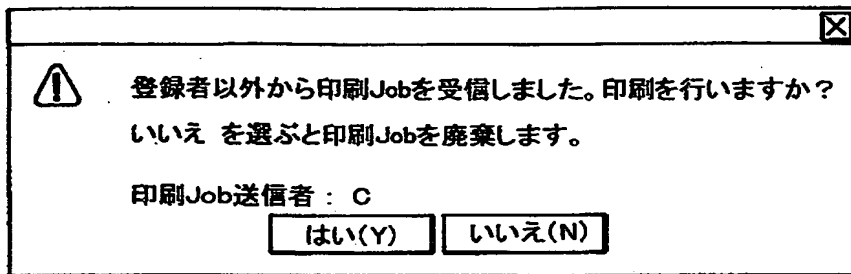 登録者以外から印刷Jobを受信しました。印刷を行いますか？
いいえ を選ぶと印刷Jobを廃棄します。
印刷Job送信者 : C
はい(Y) いいえ(N)